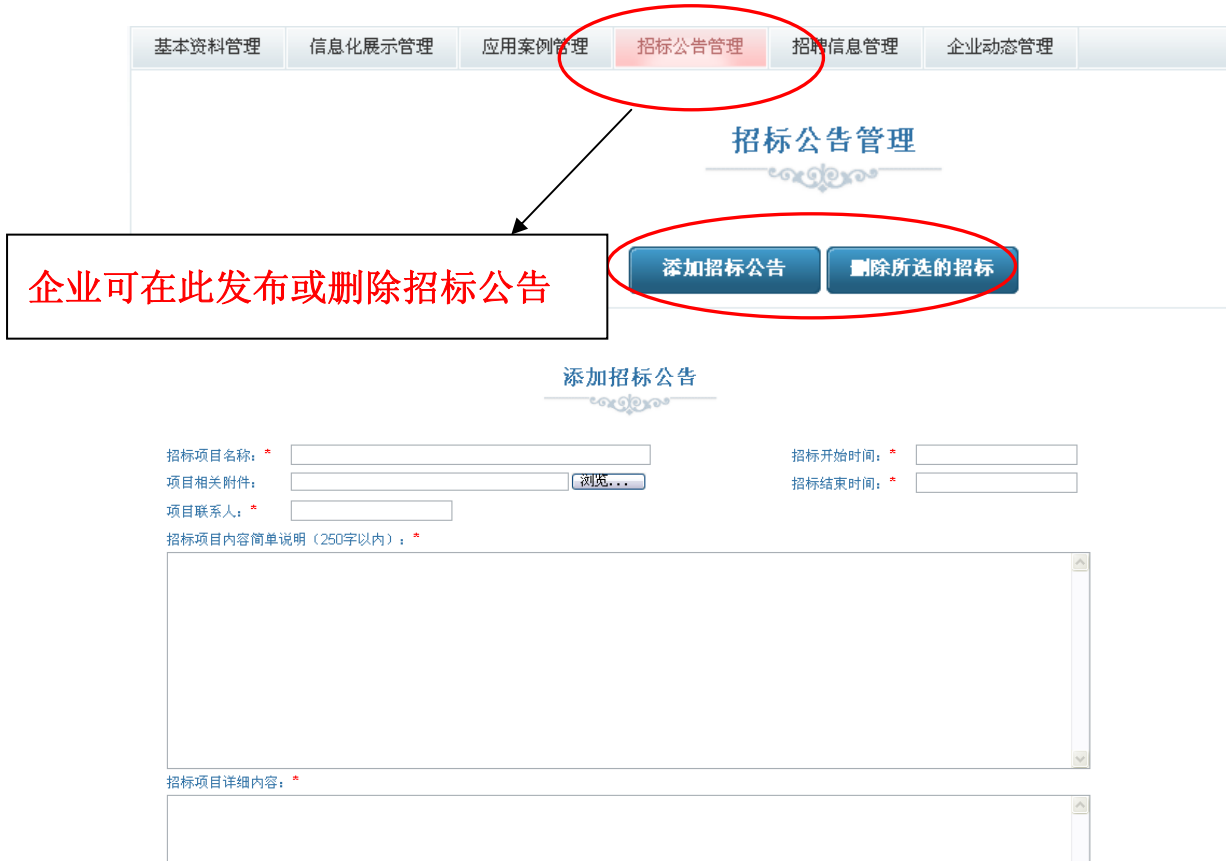 基本资料管理 信息化展示管理 应用案例管理 招标公告管理 招聘信息管理 企业动态管理
招标公告管理
企业可在此发布或删除招标公告
添加招标公告 删除所选的招标
添加招标公告
招标项目名称：* 招标开始时间：*
项目相关附件： 浏览... 招标结束时间：*
项目联系人：*
招标项目内容简单说明（250字以内）：*
招标项目详细内容：*